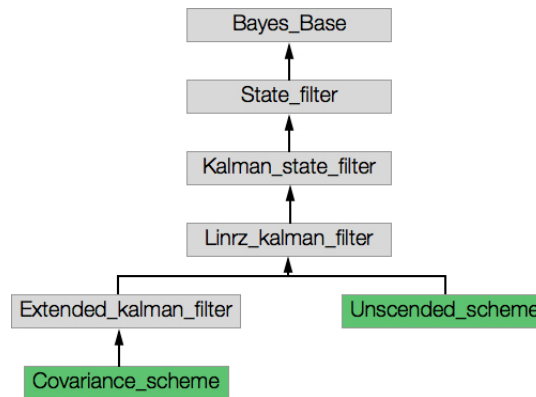 Bayes_Base
State_filter
Kalman_state_filter
Linrz_kalman_filter
Extended_kalman_filter
Unscended_scheme
Covariance_scheme